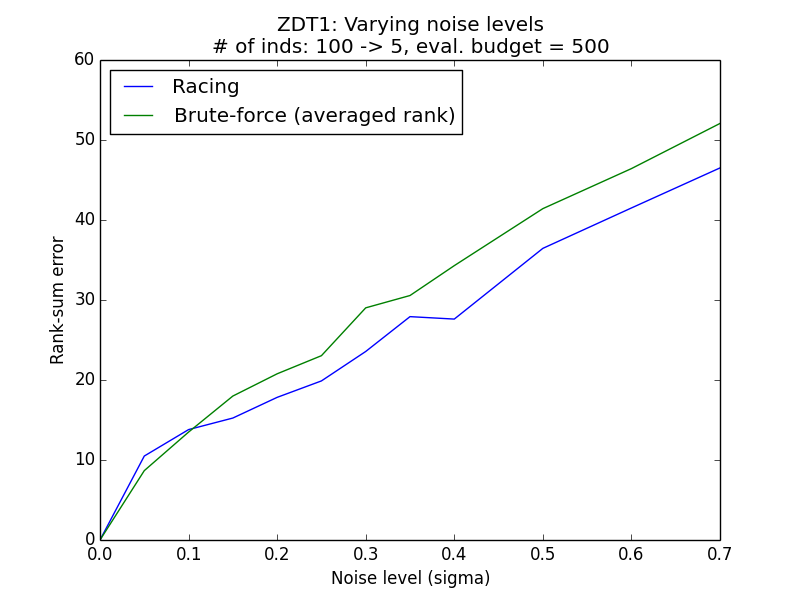 ZDT1: Varying noise levels
# of inds: 100 -> 5, eval. budget = 500
Racing
Brute-force (averaged rank)
60
50
40
30
20
10
0
Rank-sum error
0.0 0.1 0.2 0.3 0.4 0.5 0.6 0.7
Noise level (sigma)